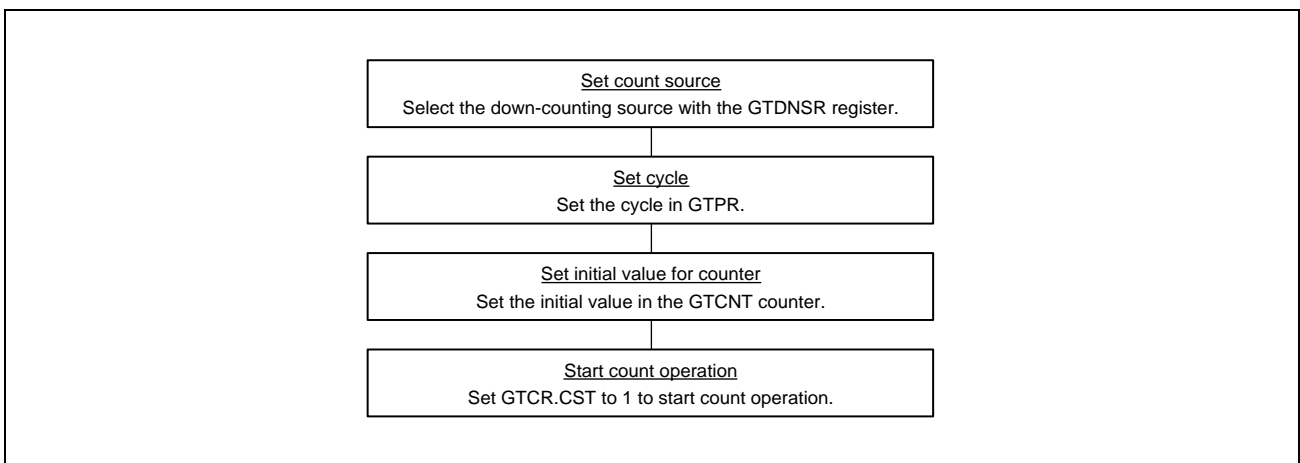 Set count source
Select the down-counting source with the GTDNSR register.
Set cycle
Set the cycle in GTPR.
Set initial value for counter
Set the initial value in the GTCNT counter.
Start count operation
Set GTCR.CST to 1 to start count operation.